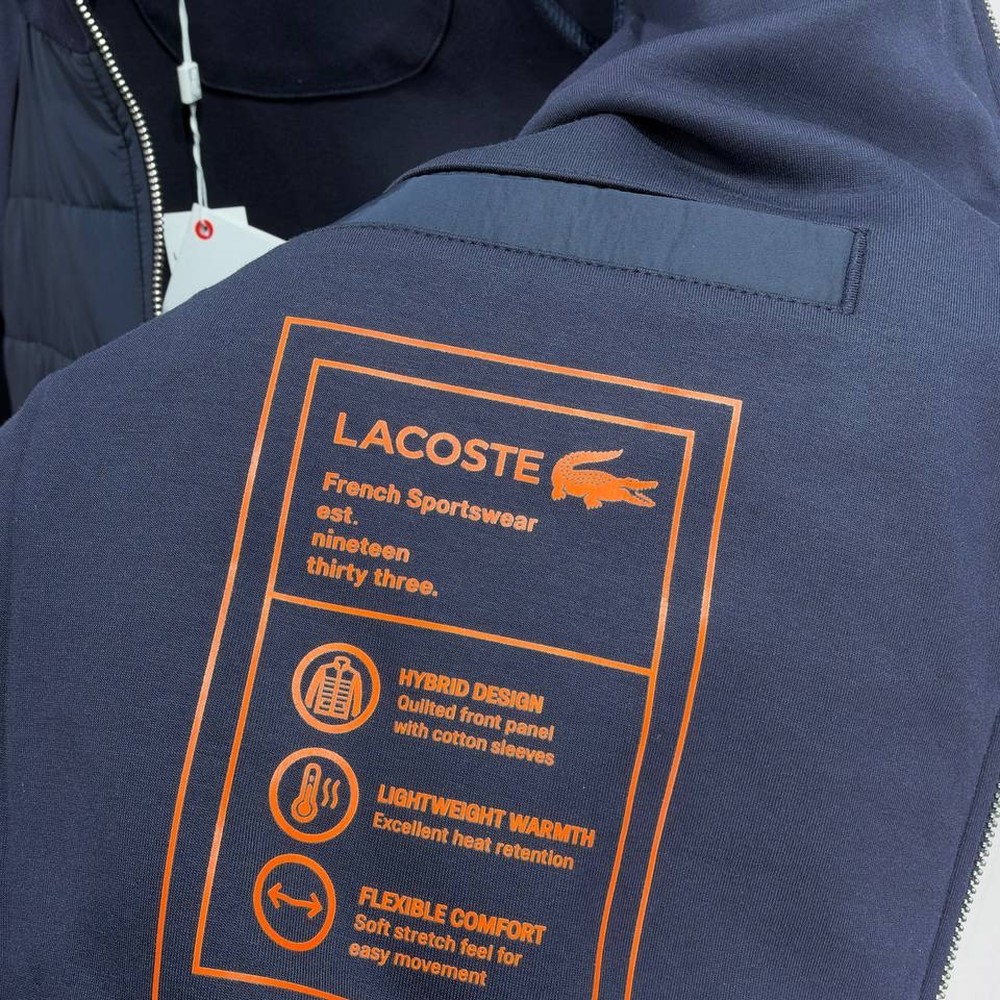 LACOSTE
French Sportswear
est.
nineteen
thirty three.
HYBRID DESIGN
Quilted front panel
with cotton sleeves
LIGHTWEIGHT WARMTH
Excellent heat retention
FLEXIBLE COMFORT
Soft stretch feel for
easy movement